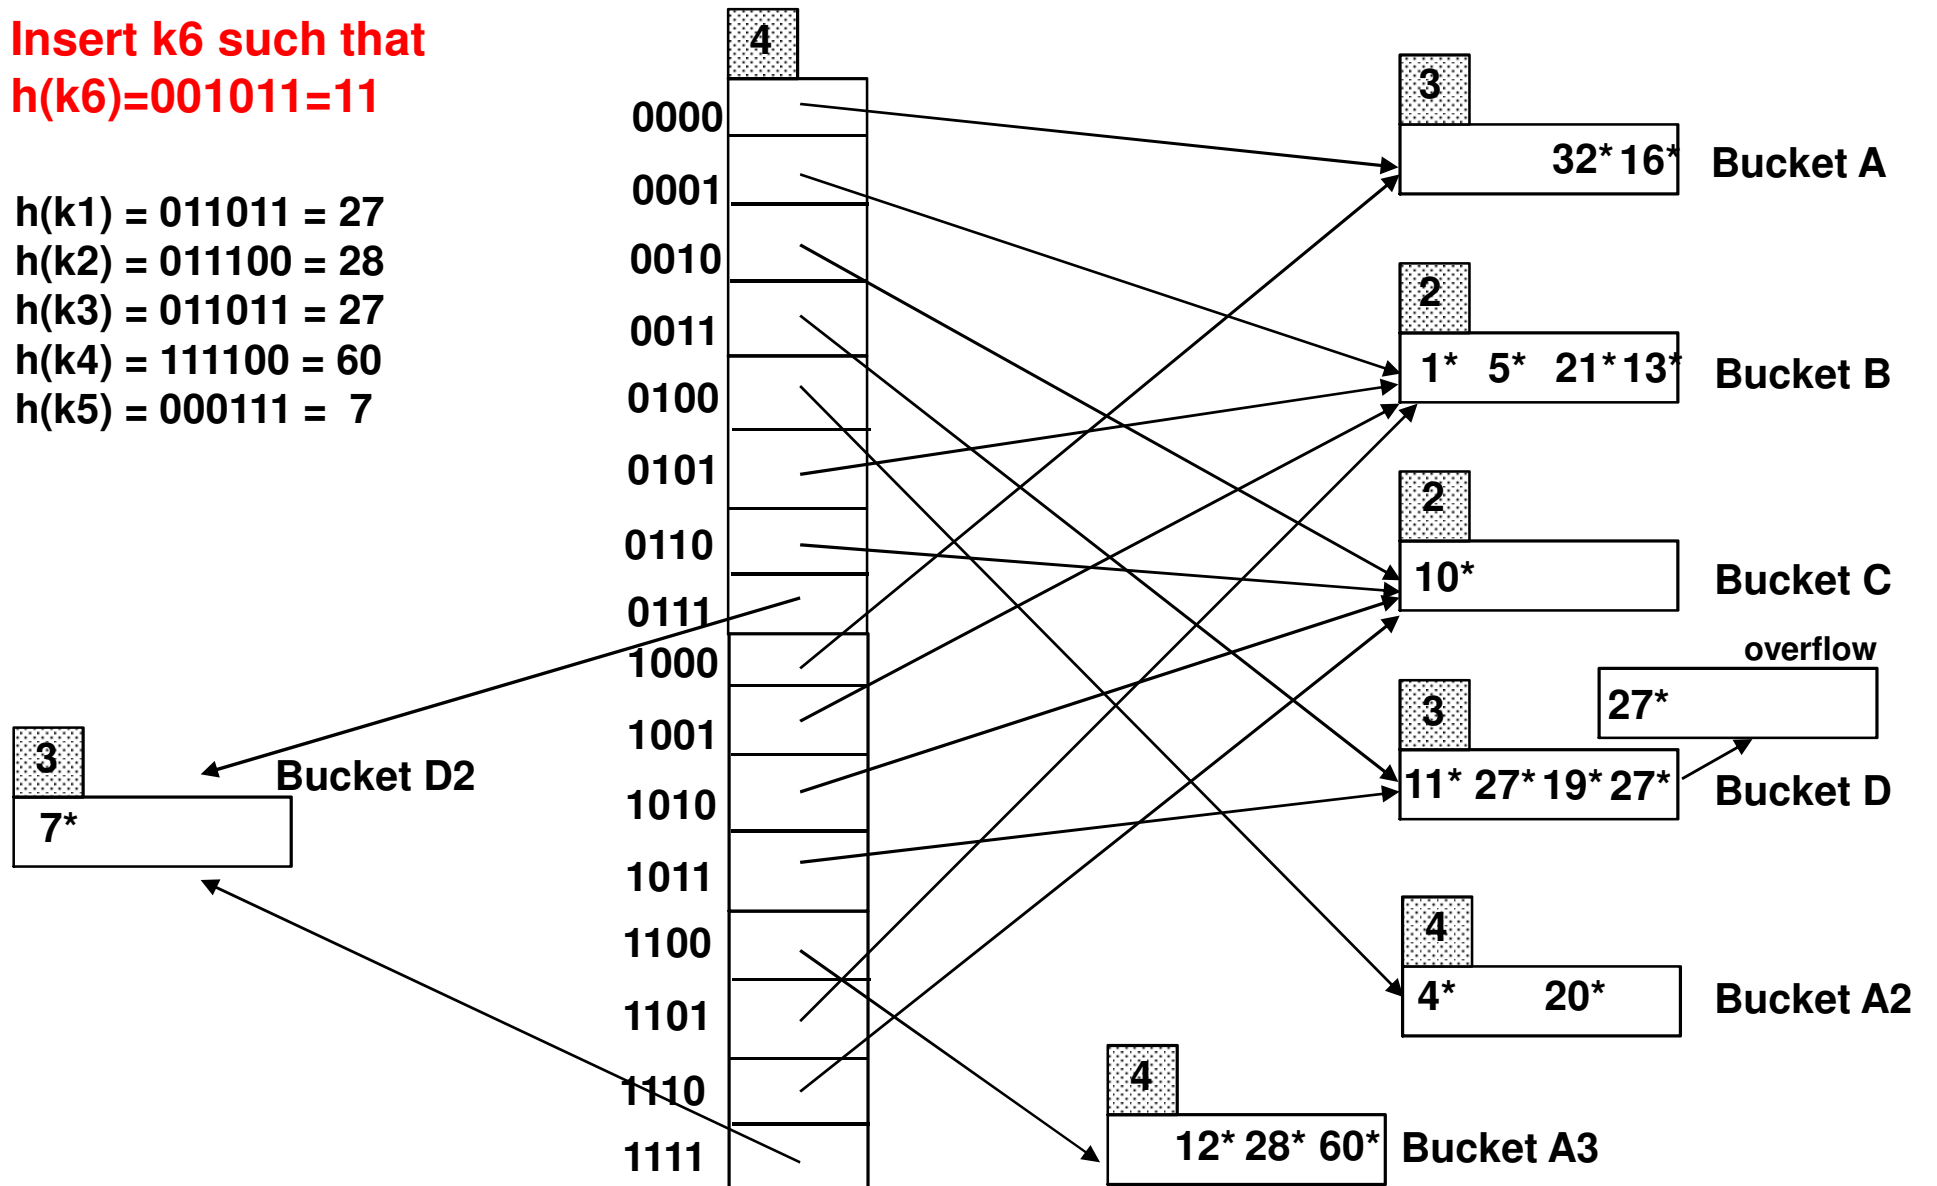 Insert k6 such that
h(k6)=001011=11
h(k1) = 011011 = 27
h(k2) = 011100 = 28
h(k3) = 011011 = 27
h(k4) = 111100 = 60
h(k5) = 000111 = 7
4
0000
0001
0010
0011
0100
0101
0110
0111
1000
1001
1010
1011
1100
1101
1110
1111
3
32* 16* Bucket A
2
1* 5* 21* 13* Bucket B
2
10* Bucket C
overflow
27*
3
11* 27* 19* 27* Bucket D
4
4* 20* Bucket A2
4
12* 28* 60* Bucket A3
3
Bucket D2
7*